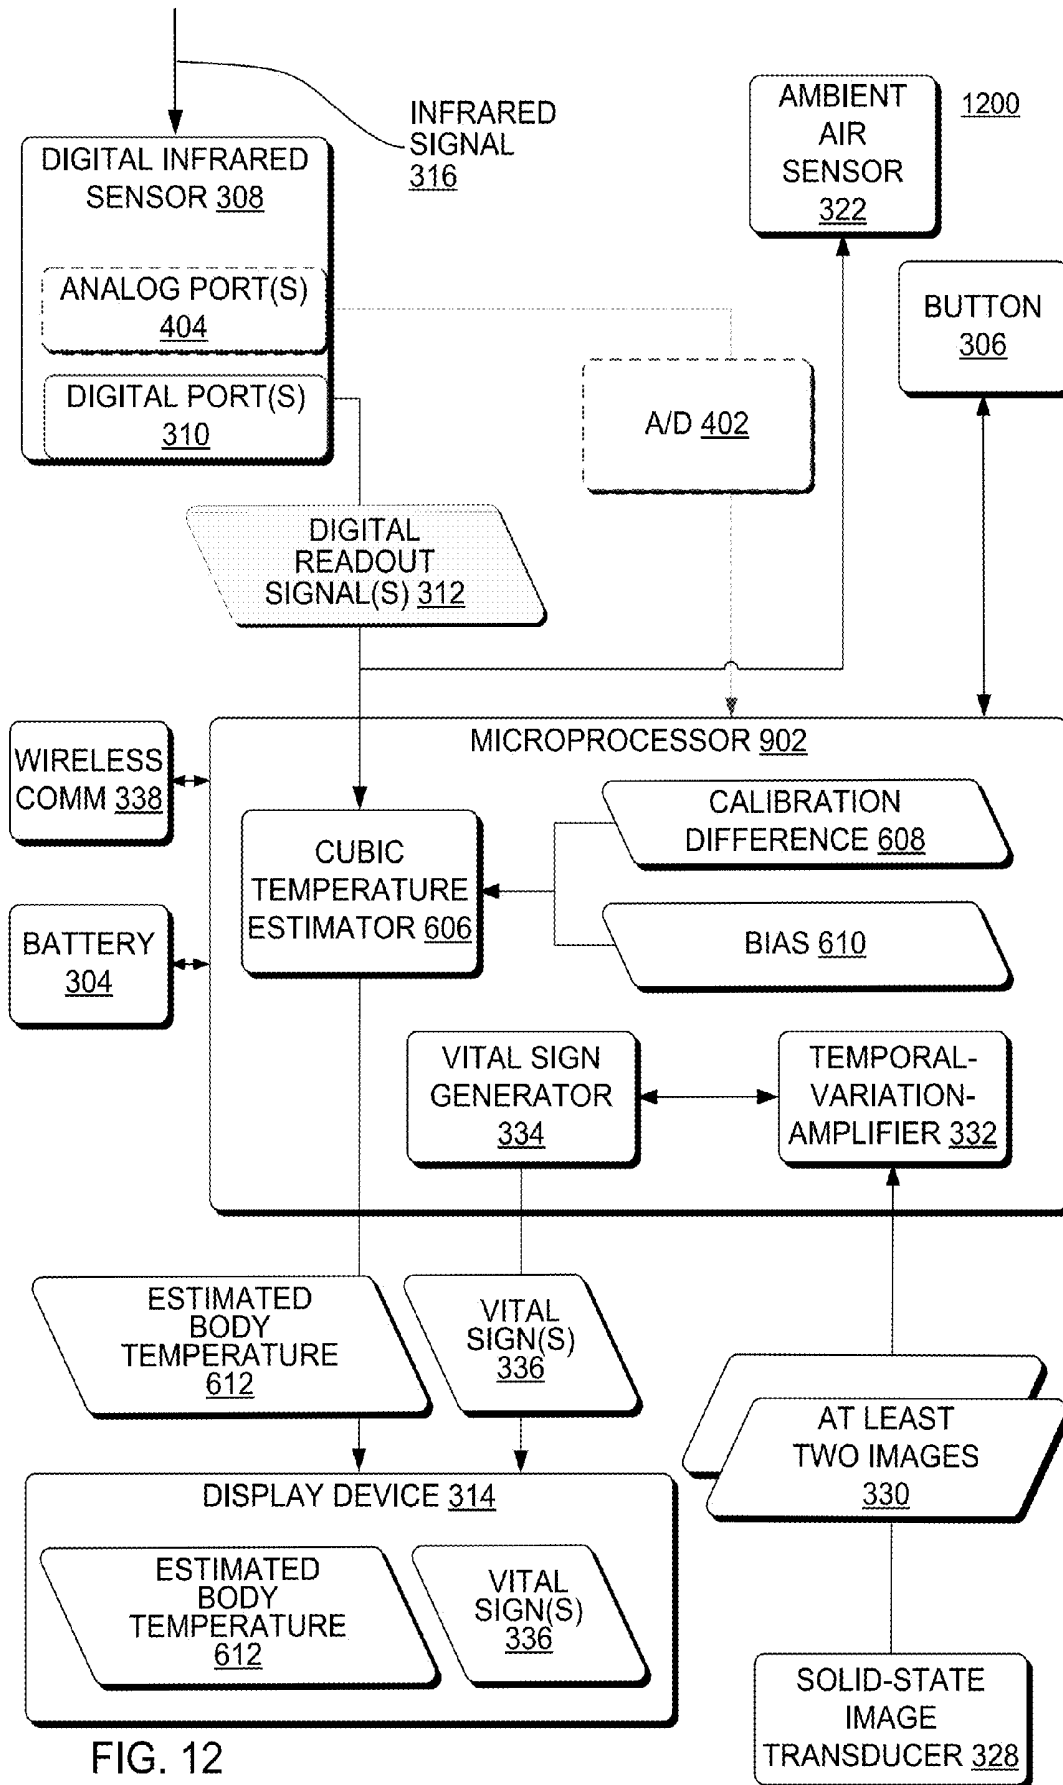 INFRARED
SIGNAL
316
AMBIENT
AIR
SENSOR
322
1200
DIGITAL INFRARED
SENSOR 308
ANALOG PORT(S)
404
DIGITAL PORT(S)
310
BUTTON
306
A/D 402
DIGITAL
READOUT
SIGNAL(S) 312
WIRELESS
COMM 338
MICROPROCESSOR 902
CALIBRATION
DIFFERENCE 608
CUBIC
TEMPERATURE
ESTIMATOR 606
BATTERY
304
BIAS 610
VITAL SIGN
GENERATOR
334
TEMPORAL-
VARIATION-
AMPLIFIER 332
ESTIMATED
BODY
TEMPERATURE
612
VITAL
SIGN(S)
336
AT LEAST
TWO IMAGES
330
DISPLAY DEVICE 314
ESTIMATED
BODY
TEMPERATURE
612
VITAL
SIGN(S)
336
SOLID-STATE
IMAGE
TRANSDUCER 328
FIG. 12